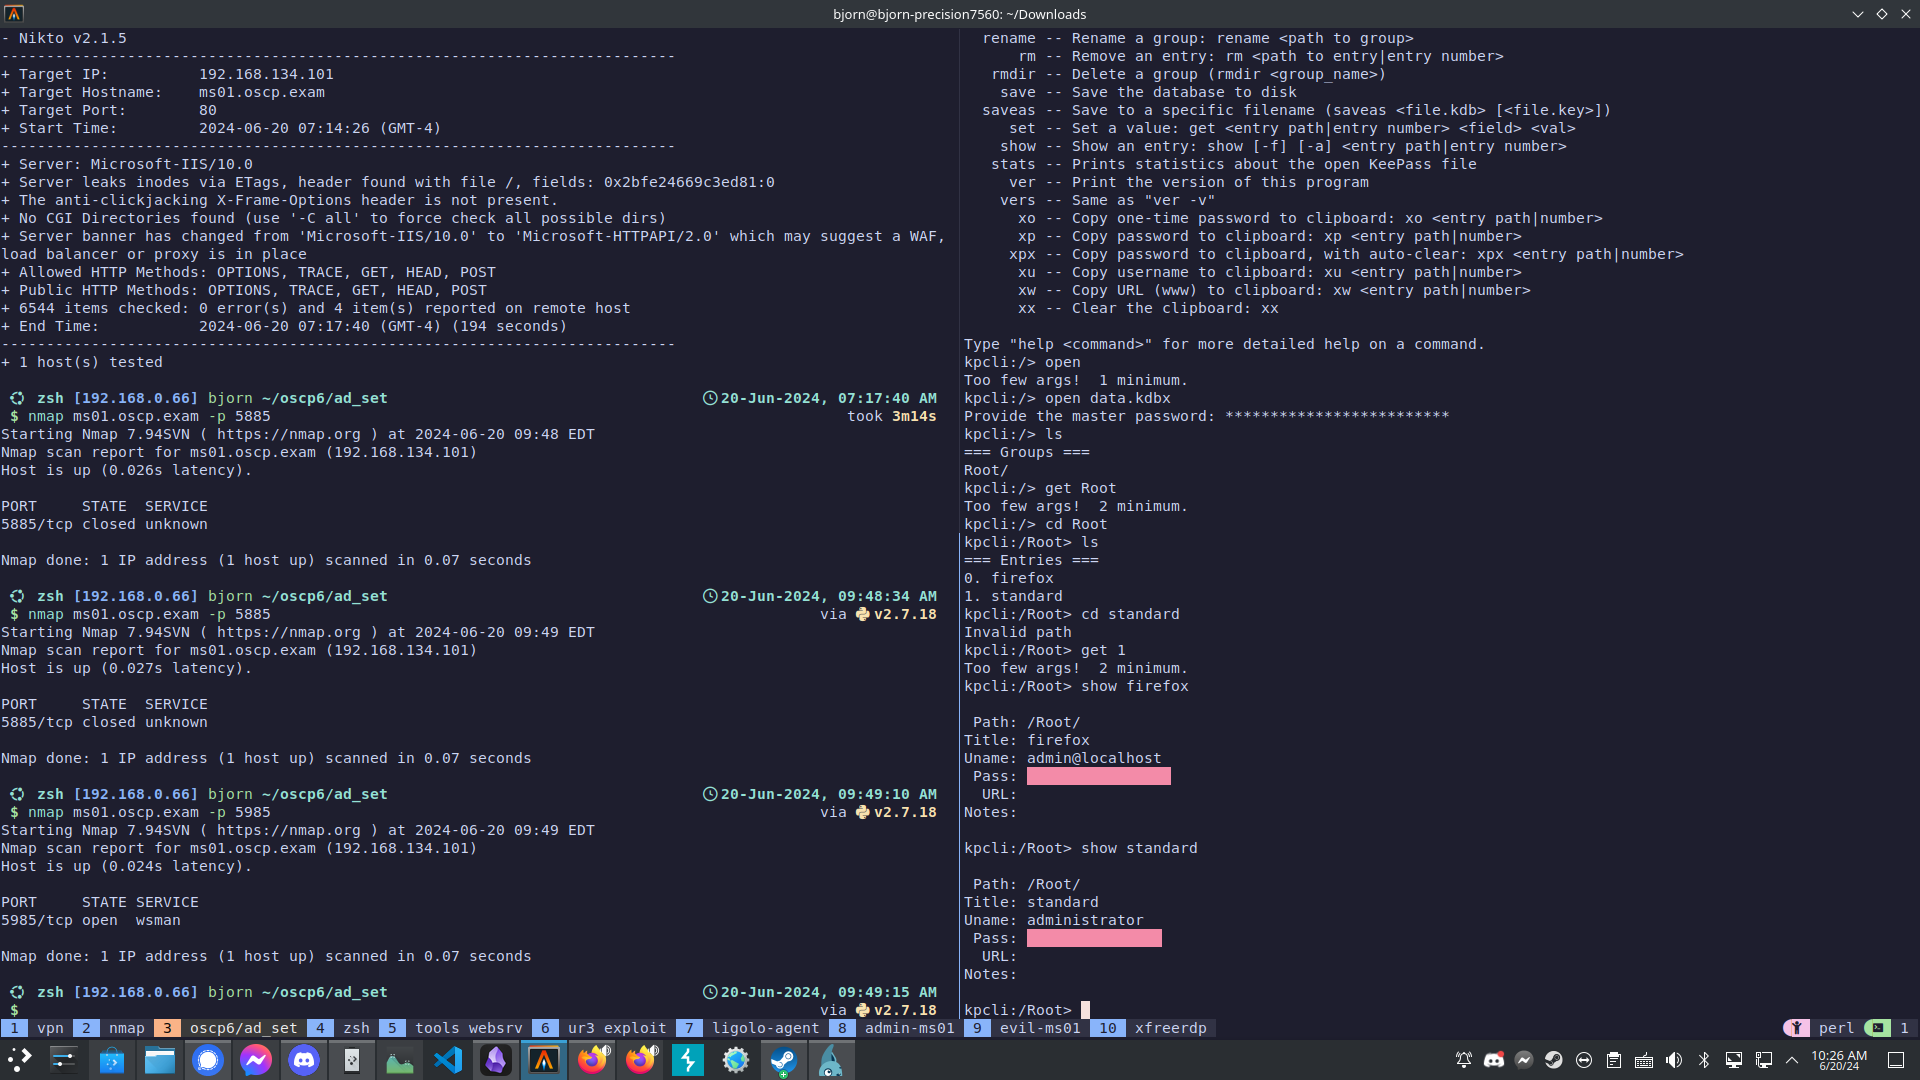 bjorn@bjorn-precision7560: ~/Downloads
- Nikto v2.1.5
---------------------------------------------------------------------------
+ Target IP:          192.168.134.101
+ Target Hostname:    ms01.oscp.exam
+ Target Port:        80
+ Start Time:         2024-06-20 07:14:26 (GMT-4)
---------------------------------------------------------------------------
+ Server: Microsoft-IIS/10.0
+ Server leaks inodes via ETags, header found with file /, fields: 0x2bfe24669c3ed81:0
+ The anti-clickjacking X-Frame-Options header is not present.
+ No CGI Directories found (use '-C all' to force check all possible dirs)
+ Server banner has changed from 'Microsoft-IIS/10.0' to 'Microsoft-HTTPAPI/2.0' which may suggest a WAF,
load balancer or proxy is in place
+ Allowed HTTP Methods: OPTIONS, TRACE, GET, HEAD, POST
+ Public HTTP Methods: OPTIONS, TRACE, GET, HEAD, POST
+ 6544 items checked: 0 error(s) and 4 item(s) reported on remote host
+ End Time:           2024-06-20 07:17:40 (GMT-4) (194 seconds)
---------------------------------------------------------------------------
+ 1 host(s) tested
zsh [192.168.0.66] bjorn ~/oscp6/ad_set 20-Jun-2024, 07:17:40 AM
$ nmap ms01.oscp.exam -p 5885 took 3m14s
Starting Nmap 7.94SVN ( https://nmap.org ) at 2024-06-20 09:48 EDT
Nmap scan report for ms01.oscp.exam (192.168.134.101)
Host is up (0.026s latency).
PORT     STATE  SERVICE
5885/tcp closed unknown
Nmap done: 1 IP address (1 host up) scanned in 0.07 seconds
zsh [192.168.0.66] bjorn ~/oscp6/ad_set 20-Jun-2024, 09:48:34 AM
$ nmap ms01.oscp.exam -p 5885 via v2.7.18
Starting Nmap 7.94SVN ( https://nmap.org ) at 2024-06-20 09:49 EDT
Nmap scan report for ms01.oscp.exam (192.168.134.101)
Host is up (0.027s latency).
PORT     STATE  SERVICE
5885/tcp closed unknown
Nmap done: 1 IP address (1 host up) scanned in 0.07 seconds
zsh [192.168.0.66] bjorn ~/oscp6/ad_set 20-Jun-2024, 09:49:10 AM
$ nmap ms01.oscp.exam -p 5985 via v2.7.18
Starting Nmap 7.94SVN ( https://nmap.org ) at 2024-06-20 09:49 EDT
Nmap scan report for ms01.oscp.exam (192.168.134.101)
Host is up (0.024s latency).
PORT     STATE SERVICE
5985/tcp open  wsman
Nmap done: 1 IP address (1 host up) scanned in 0.07 seconds
zsh [192.168.0.66] bjorn ~/oscp6/ad_set 20-Jun-2024, 09:49:15 AM
$ via v2.7.18
rename -- Rename a group: rename <path to group>
rm -- Remove an entry: rm <path to entry|entry number>
rmdir -- Delete a group (rmdir <group_name>)
save -- Save the database to disk
saveas -- Save to a specific filename (saveas <file.kdb> [<file.key>])
set -- Set a value: get <entry path|entry number> <field> <val>
show -- Show an entry: show [-f] [-a] <entry path|entry number>
stats -- Prints statistics about the open KeePass file
ver -- Print the version of this program
vers -- Same as "ver -v"
xo -- Copy one-time password to clipboard: xo <entry path|number>
xp -- Copy password to clipboard: xp <entry path|number>
xpx -- Copy password to clipboard, with auto-clear: xpx <entry path|number>
xu -- Copy username to clipboard: xu <entry path|number>
xw -- Copy URL (www) to clipboard: xw <entry path|number>
xx -- Clear the clipboard: xx
Type "help <command>" for more detailed help on a command.
kpcli:/> open
Too few args!  1 minimum.
kpcli:/> open data.kdbx
Provide the master password: *************************
kpcli:/> ls
=== Groups ===
Root/
kpcli:/> get Root
Too few args!  2 minimum.
kpcli:/> cd Root
kpcli:/Root> ls
=== Entries ===
0. firefox
1. standard
kpcli:/Root> cd standard
Invalid path
kpcli:/Root> get 1
Too few args!  2 minimum.
kpcli:/Root> show firefox
Path: /Root/
Title: firefox
Uname: admin@localhost
Pass:
URL:
Notes:
kpcli:/Root> show standard
Path: /Root/
Title: standard
Uname: administrator
Pass:
URL:
Notes:
kpcli:/Root>
1 vpn 2 nmap 3 oscp6/ad_set 4 zsh 5 tools websrv 6 ur3 exploit 7 ligolo-agent 8 admin-ms01 9 evil-ms01 10 xfreerdp perl 1
10:26 AM
6/20/24